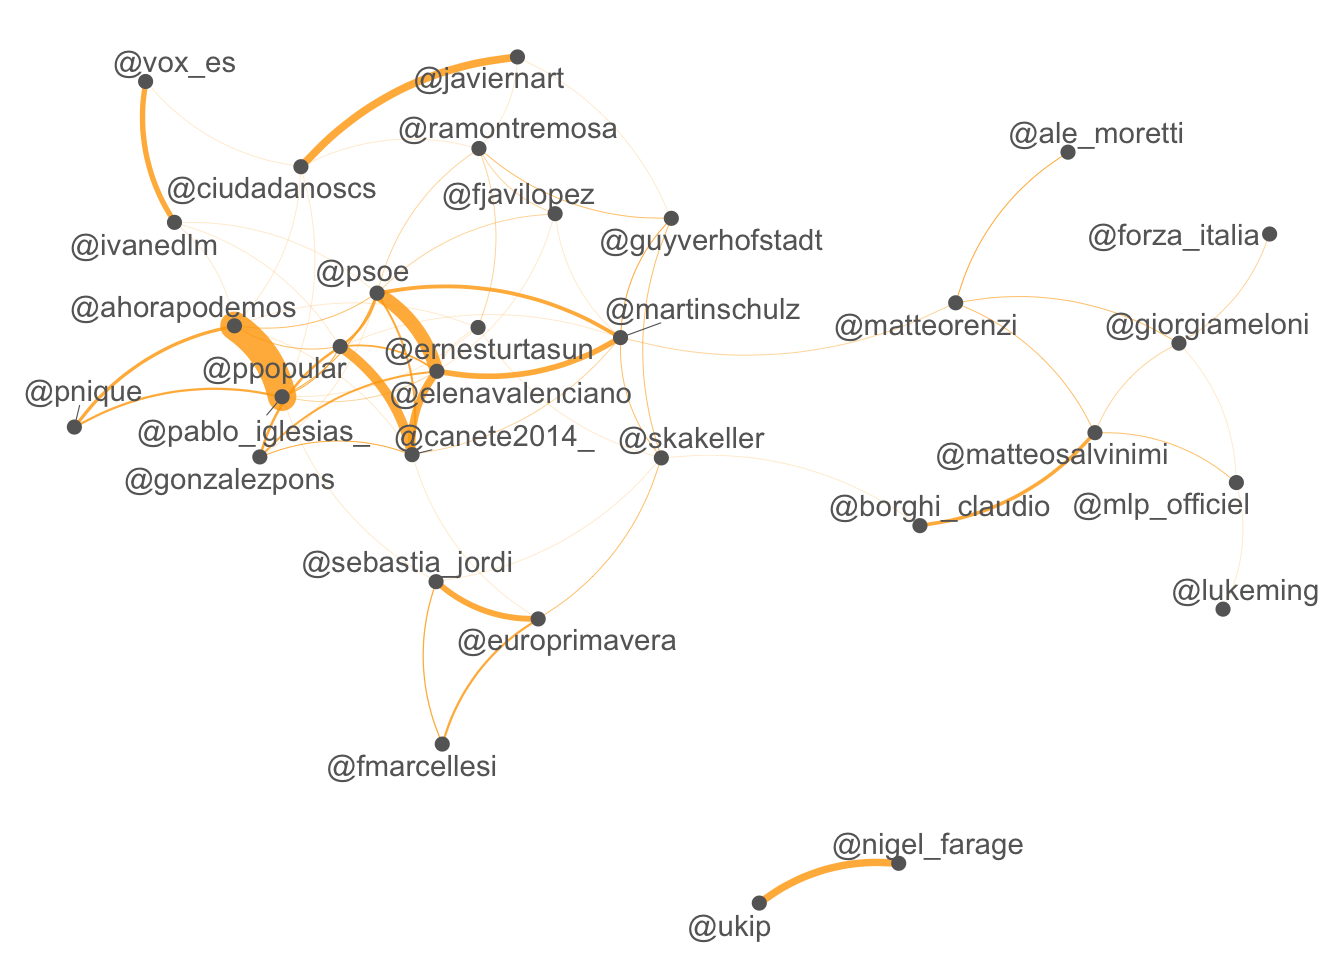 @vox_es
@javiernart
@ramontremosa
@ale_moretti
@ciudadanoscs
@fjavilopez
@ivanedlm
@guyverhofstadt
@forza_italia
@psoe
@ahorapodemos
@martinschulz
@matteorenzi
@giorgiameloni
@ernesturtasun
@ppopular
@pnique
@elenavalenciano
@pablo_iglesias_
@canete2014_
@skakeller
@matteosalvinimi
@gonzalezpons
@borghi_claudio
@mlp_officiel
@sebastia_jordi
@lukeming
@europrimavera
@fmarcellesi
@nigel_farage
@ukip